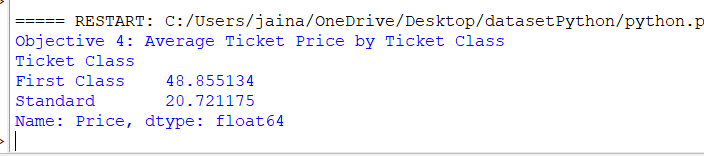 ===== RESTART: C:/Users/jaina/OneDrive/Desktop/datasetPython/python.p
Objective 4: Average Ticket Price by Ticket Class
Ticket Class
First Class    48.855134
Standard       20.721175
Name: Price, dtype: float64
>